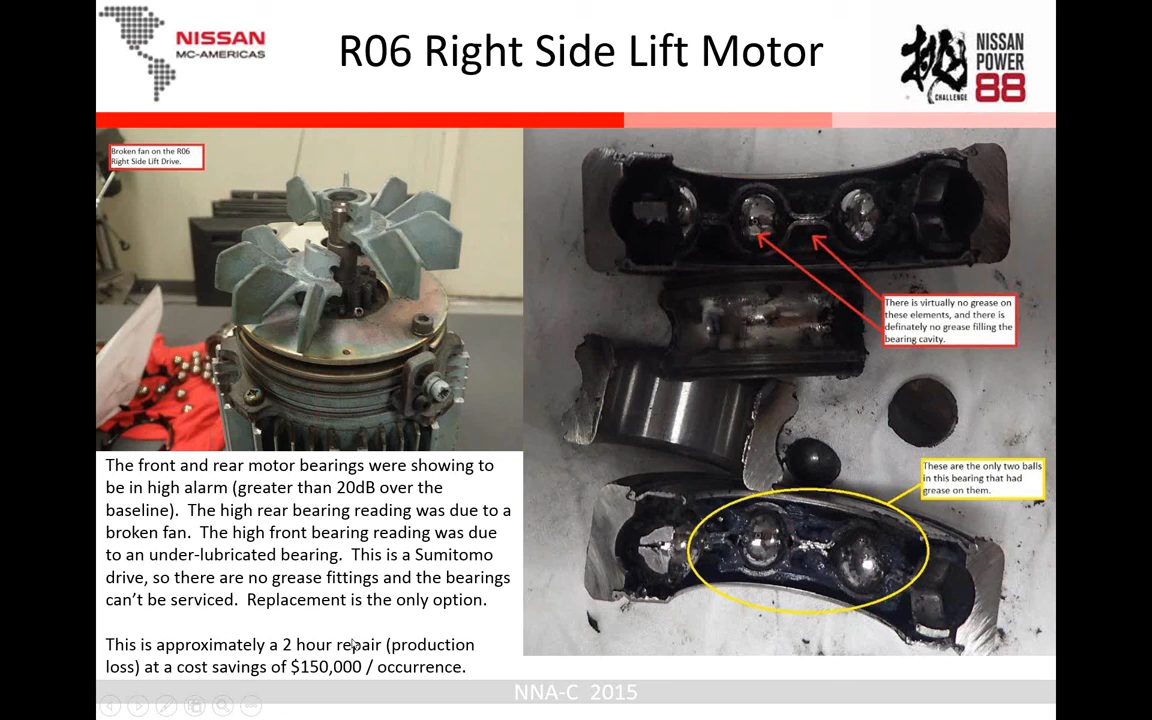 NISSAN
MC-AMERICAS
R06 Right Side Lift Motor
挑
CHALLENGE
NISSAN
POWER
88
Broken fan on the R06
Right Side Lift Drive.
There is virtually no grease on
these elements, and there is
definately no grease filling the
bearing cavity.
These are the only two balls
in this bearing that had
grease on them.
The front and rear motor bearings were showing to
be in high alarm (greater than 20dB over the
baseline).  The high rear bearing reading was due to a
broken fan.  The high front bearing reading was due
to an under-lubricated bearing.  This is a Sumitomo
drive, so there are no grease fittings and the bearings
can’t be serviced.  Replacement is the only option.
This is approximately a 2 hour repair (production
loss) at a cost savings of $150,000 / occurrence.
NNA-C  2015